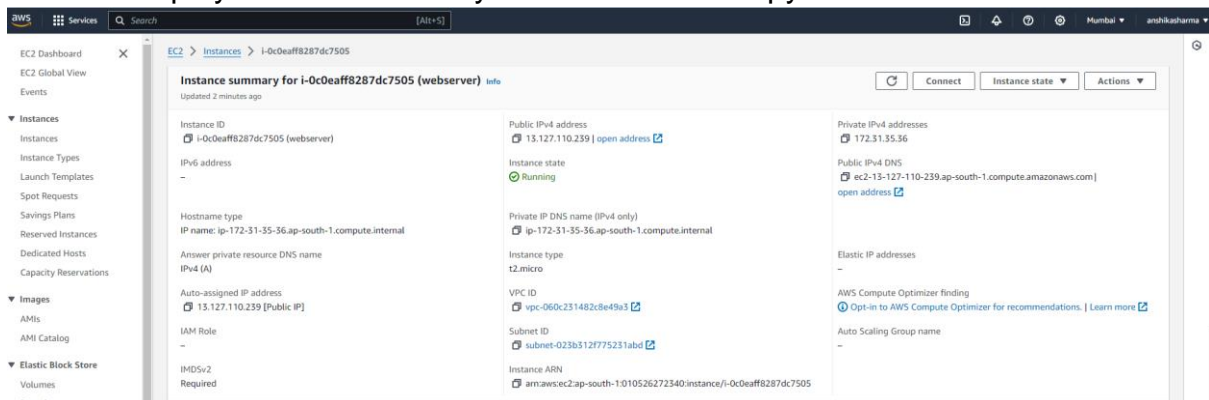 aws Services Search [Alt+S] Mumbai ▼ anshikasharma ▼
EC2 Dashboard
EC2 Global View
Events
▼ Instances
Instances
Instance Types
Launch Templates
Spot Requests
Savings Plans
Reserved Instances
Dedicated Hosts
Capacity Reservations
▼ Images
AMIs
AMI Catalog
▼ Elastic Block Store
Volumes
EC2 > Instances > i-0c0eaff8287dc7505
Instance summary for i-0c0eaff8287dc7505 (webserver) Info
Updated 2 minutes ago
Connect Instance state ▼ Actions ▼
Instance ID
i-0c0eaff8287dc7505 (webserver)
Public IPv4 address
13.127.110.239 | open address
Private IPv4 addresses
172.31.35.36
IPv6 address
–
Instance state
Running
Public IPv4 DNS
ec2-13-127-110-239.ap-south-1.compute.amazonaws.com |
open address
Hostname type
IP name: ip-172-31-35-36.ap-south-1.compute.internal
Private IP DNS name (IPv4 only)
ip-172-31-35-36.ap-south-1.compute.internal
Answer private resource DNS name
IPv4 (A)
Instance type
t2.micro
Elastic IP addresses
–
Auto-assigned IP address
13.127.110.239 [Public IP]
VPC ID
vpc-060c231482c8e49a3
AWS Compute Optimizer finding
Opt-in to AWS Compute Optimizer for recommendations. | Learn more
IAM Role
–
Subnet ID
subnet-023b312f775231abd
Auto Scaling Group name
–
IMDSv2
Required
Instance ARN
arn:aws:ec2:ap-south-1:010526272340:instance/i-0c0eaff8287dc7505